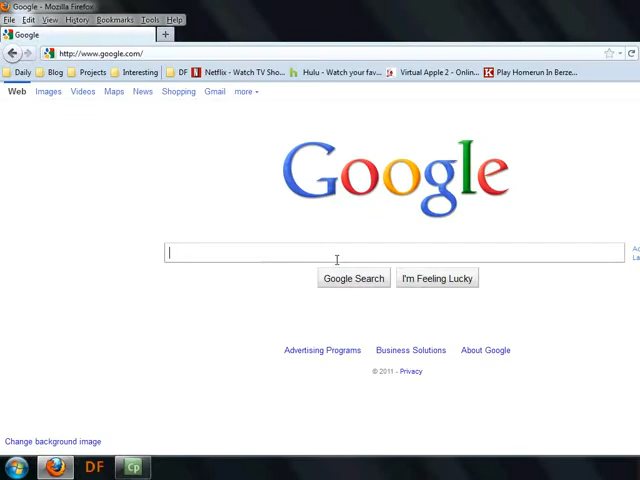 Google - Mozilla Firefox
File Edit View History Bookmarks Tools Help
Google
http://www.google.com/
Daily Blog Projects Interesting DF Netflix - Watch TV Sho... Hulu - Watch your fav... Virtual Apple 2 - Onlin... Play Homerun In Berze...
Web Images Videos Maps News Shopping Gmail more
Google
Google Search I'm Feeling Lucky
Advertising Programs Business Solutions About Google
© 2011 - Privacy
Change background image
DF Cp